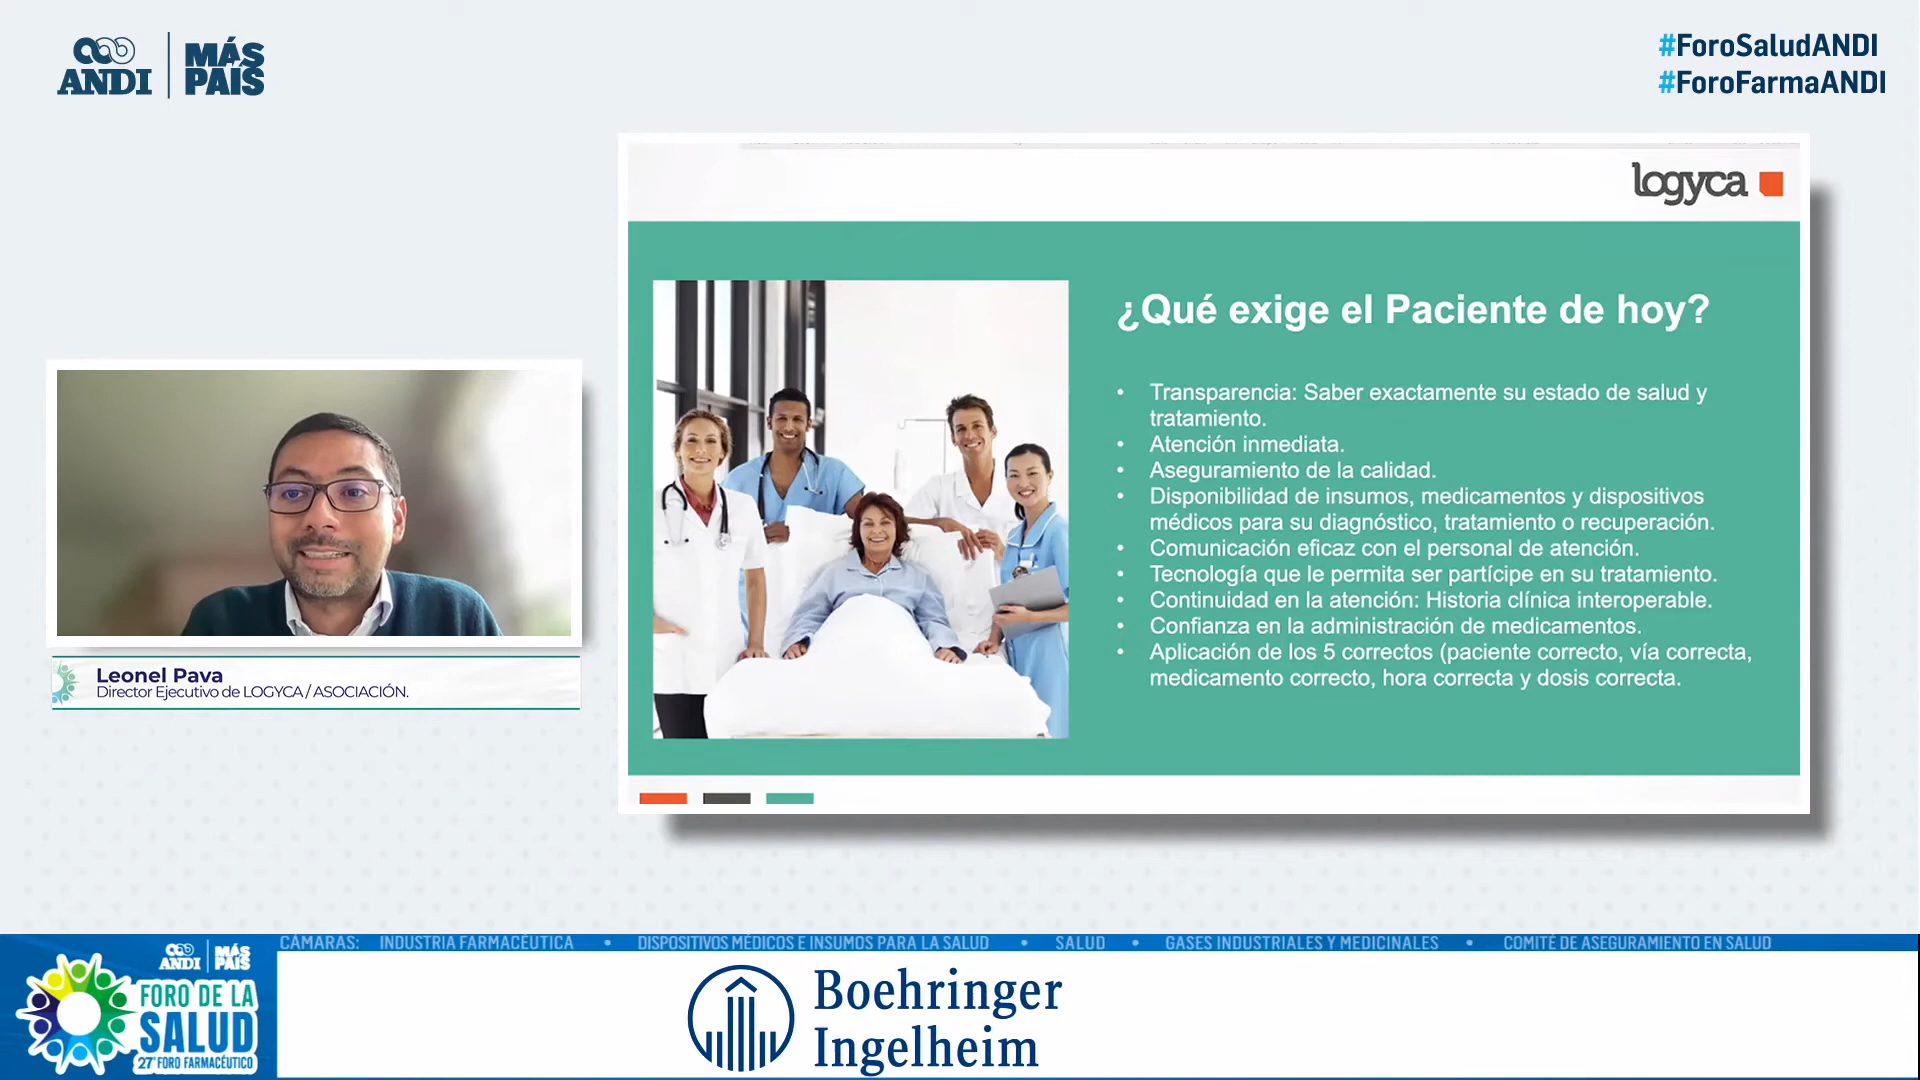 ANDI
MÁS
PAÍS
#ForoSaludANDI
#ForoFarmaANDI
logyca
¿Qué exige el Paciente de hoy?
• Transparencia: Saber exactamente su estado de salud y
tratamiento.
• Atención inmediata.
• Aseguramiento de la calidad.
• Disponibilidad de insumos, medicamentos y dispositivos
médicos para su diagnóstico, tratamiento o recuperación.
• Comunicación eficaz con el personal de atención.
• Tecnología que le permita ser partícipe en su tratamiento.
• Continuidad en la atención: Historia clínica interoperable.
• Confianza en la administración de medicamentos.
• Aplicación de los 5 correctos (paciente correcto, vía correcta,
medicamento correcto, hora correcta y dosis correcta.
Leonel Pava
Director Ejecutivo de LOGYCA / ASOCIACIÓN.
CÁMARAS: INDUSTRIA FARMACÉUTICA • DISPOSITIVOS MÉDICOS E INSUMOS PARA LA SALUD • SALUD • GASES INDUSTRIALES Y MEDICINALES • COMITÉ DE ASEGURAMIENTO EN SALUD
ANDI
MÁS
PAÍS
FORO DE LA
SALUD
27° FORO FARMACÉUTICO
Boehringer
Ingelheim